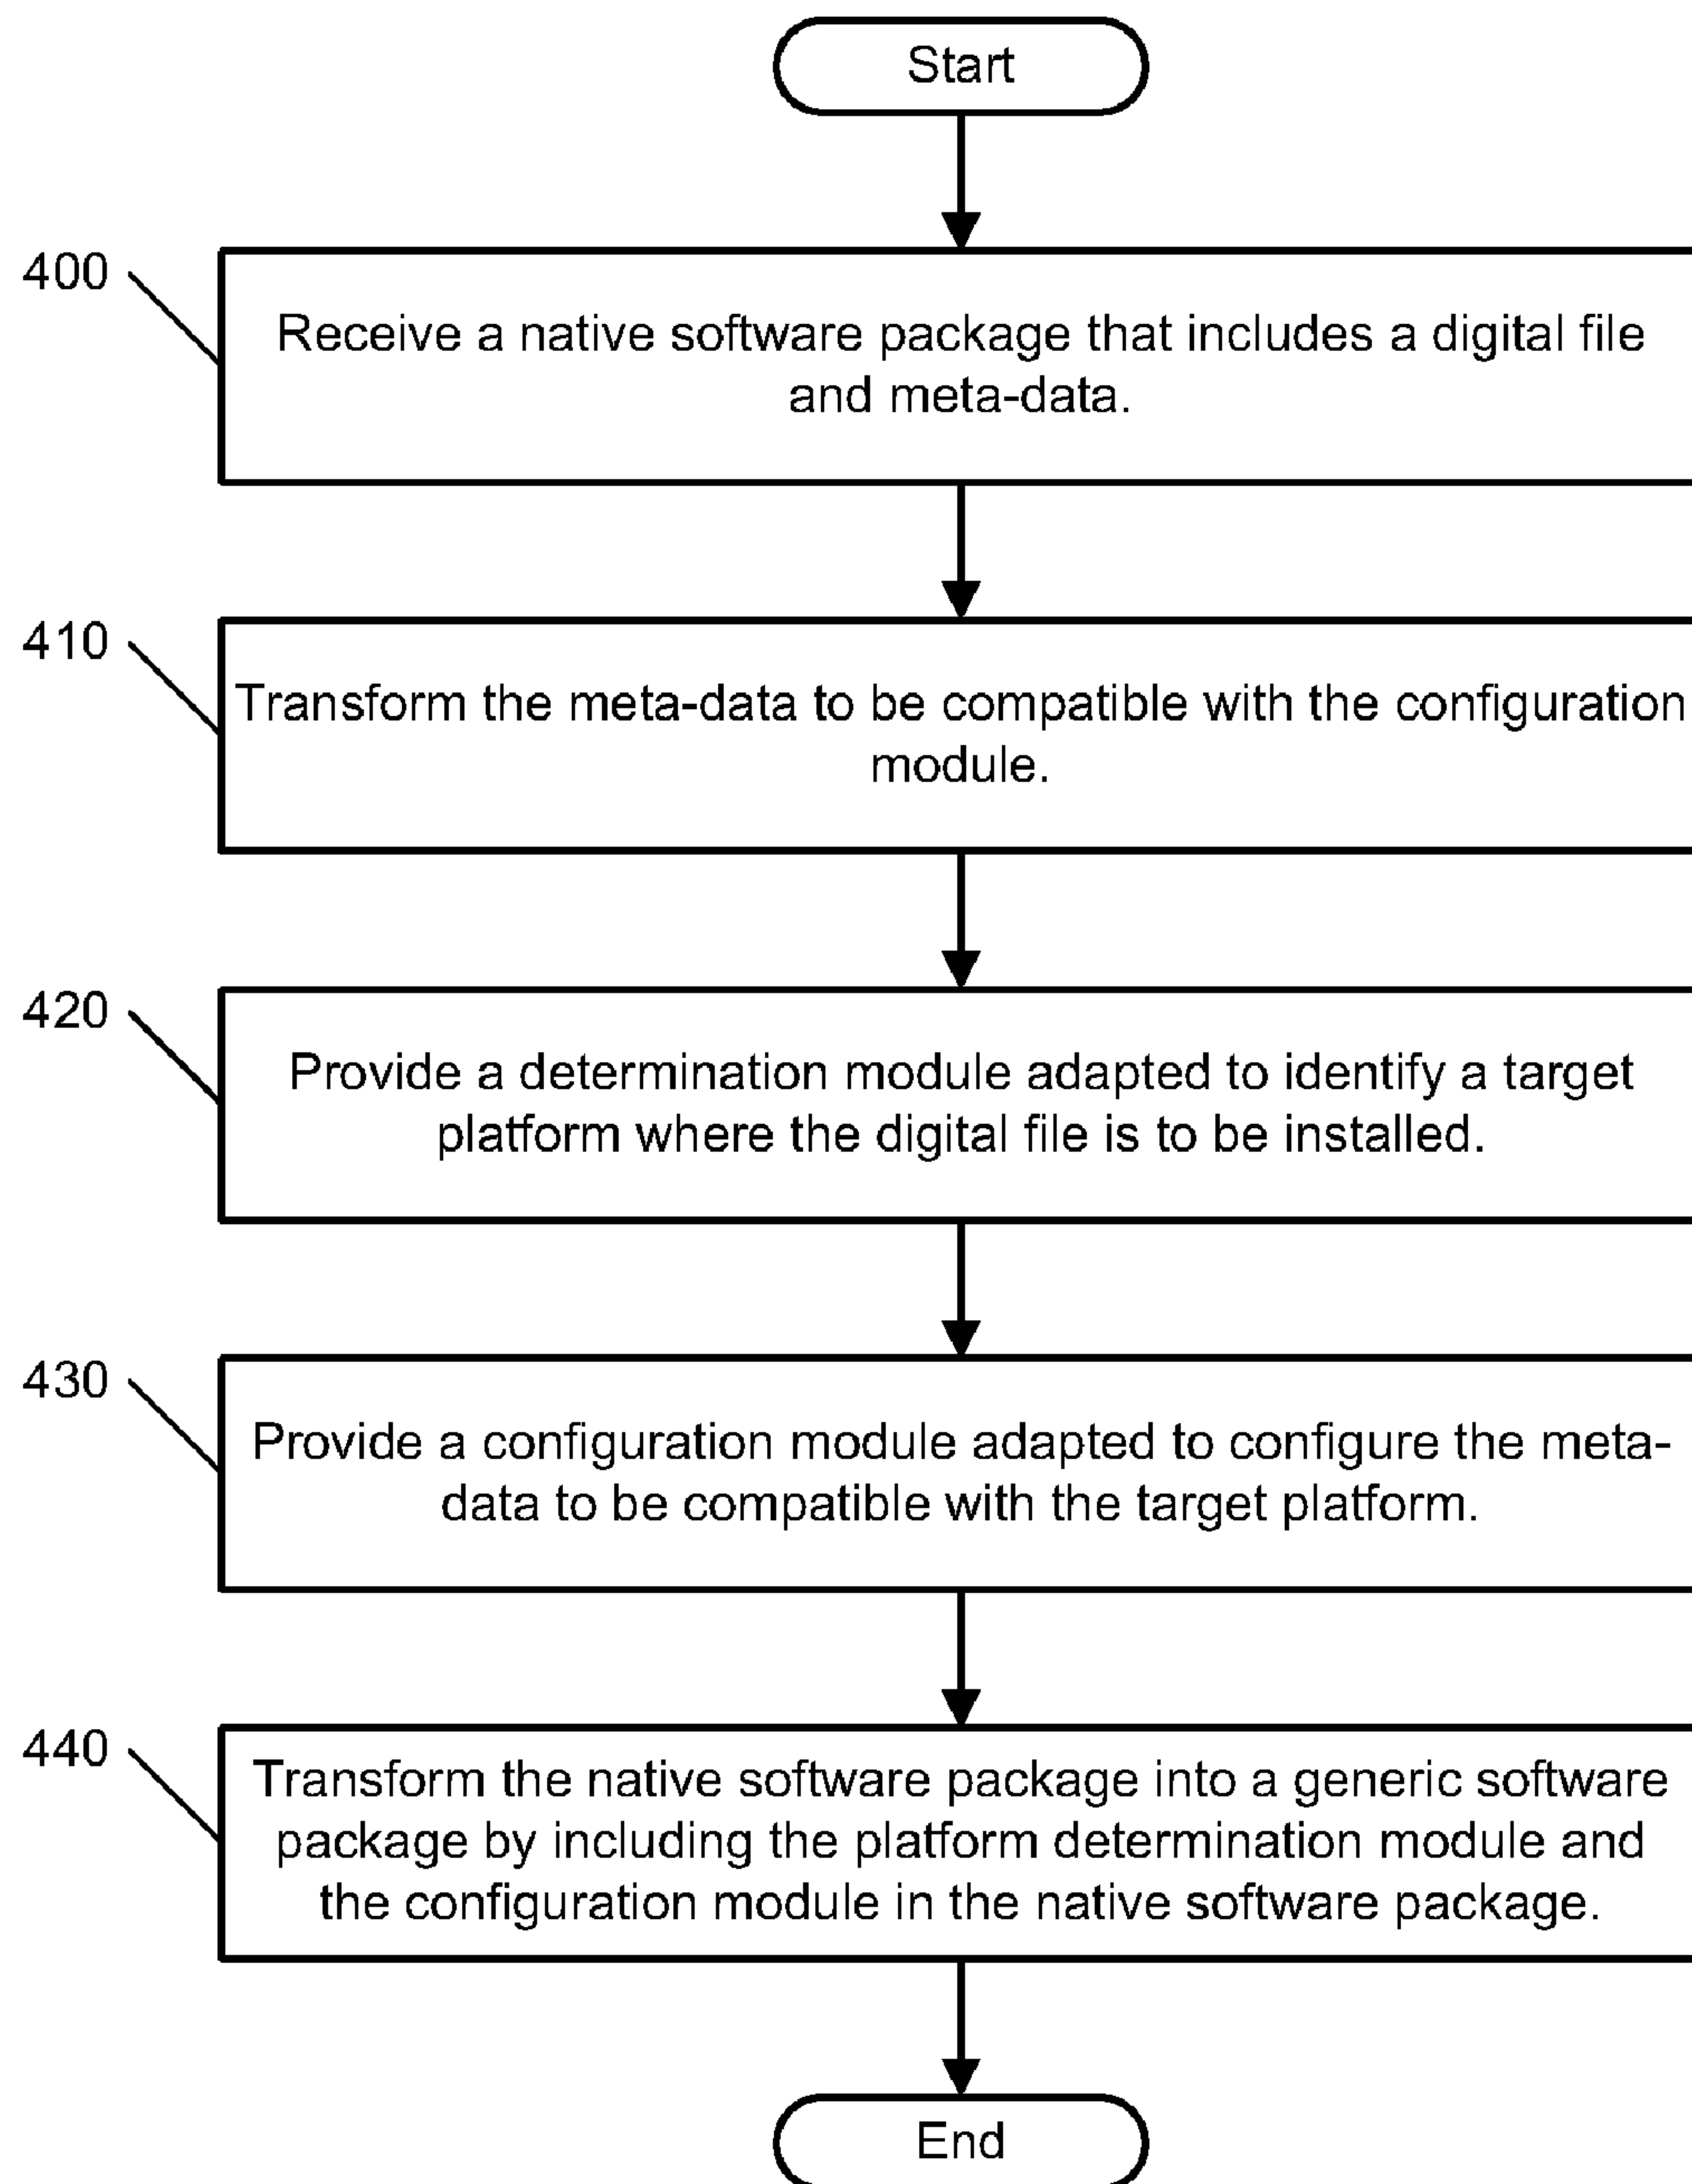 Start
400
Receive a native software package that includes a digital file
and meta-data.
410
Transform the meta-data to be compatible with the configuration
module.
420
Provide a determination module adapted to identify a target
platform where the digital file is to be installed.
430
Provide a configuration module adapted to configure the meta-
data to be compatible with the target platform.
440
Transform the native software package into a generic software
package by including the platform determination module and
the configuration module in the native software package.
End